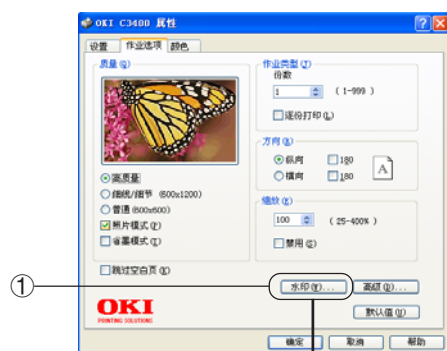 OKI C3400 属性
设置 作业选项 颜色
质量(Q)
高质量
细线/细节 (600x1200)
普通(600x600)
照片模式(P)
省墨模式(T)
跳过空白页(K)
作业类型(J)
份数
1 (1-999)
逐份打印(L)
方向(R)
纵向 180
横向 180
A
缩放(E)
100 (25-400%)
禁用(S)
①
水印(W)... 高级(D)...
OKI
PRINTING SOLUTIONS
默认值(U)
确定 取消 帮助